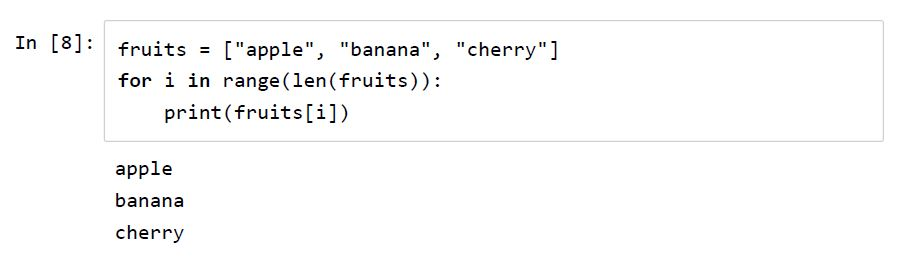 In [8]: fruits = ["apple", "banana", "cherry"]
for i in range(len(fruits)):
    print(fruits[i])
apple
banana
cherry